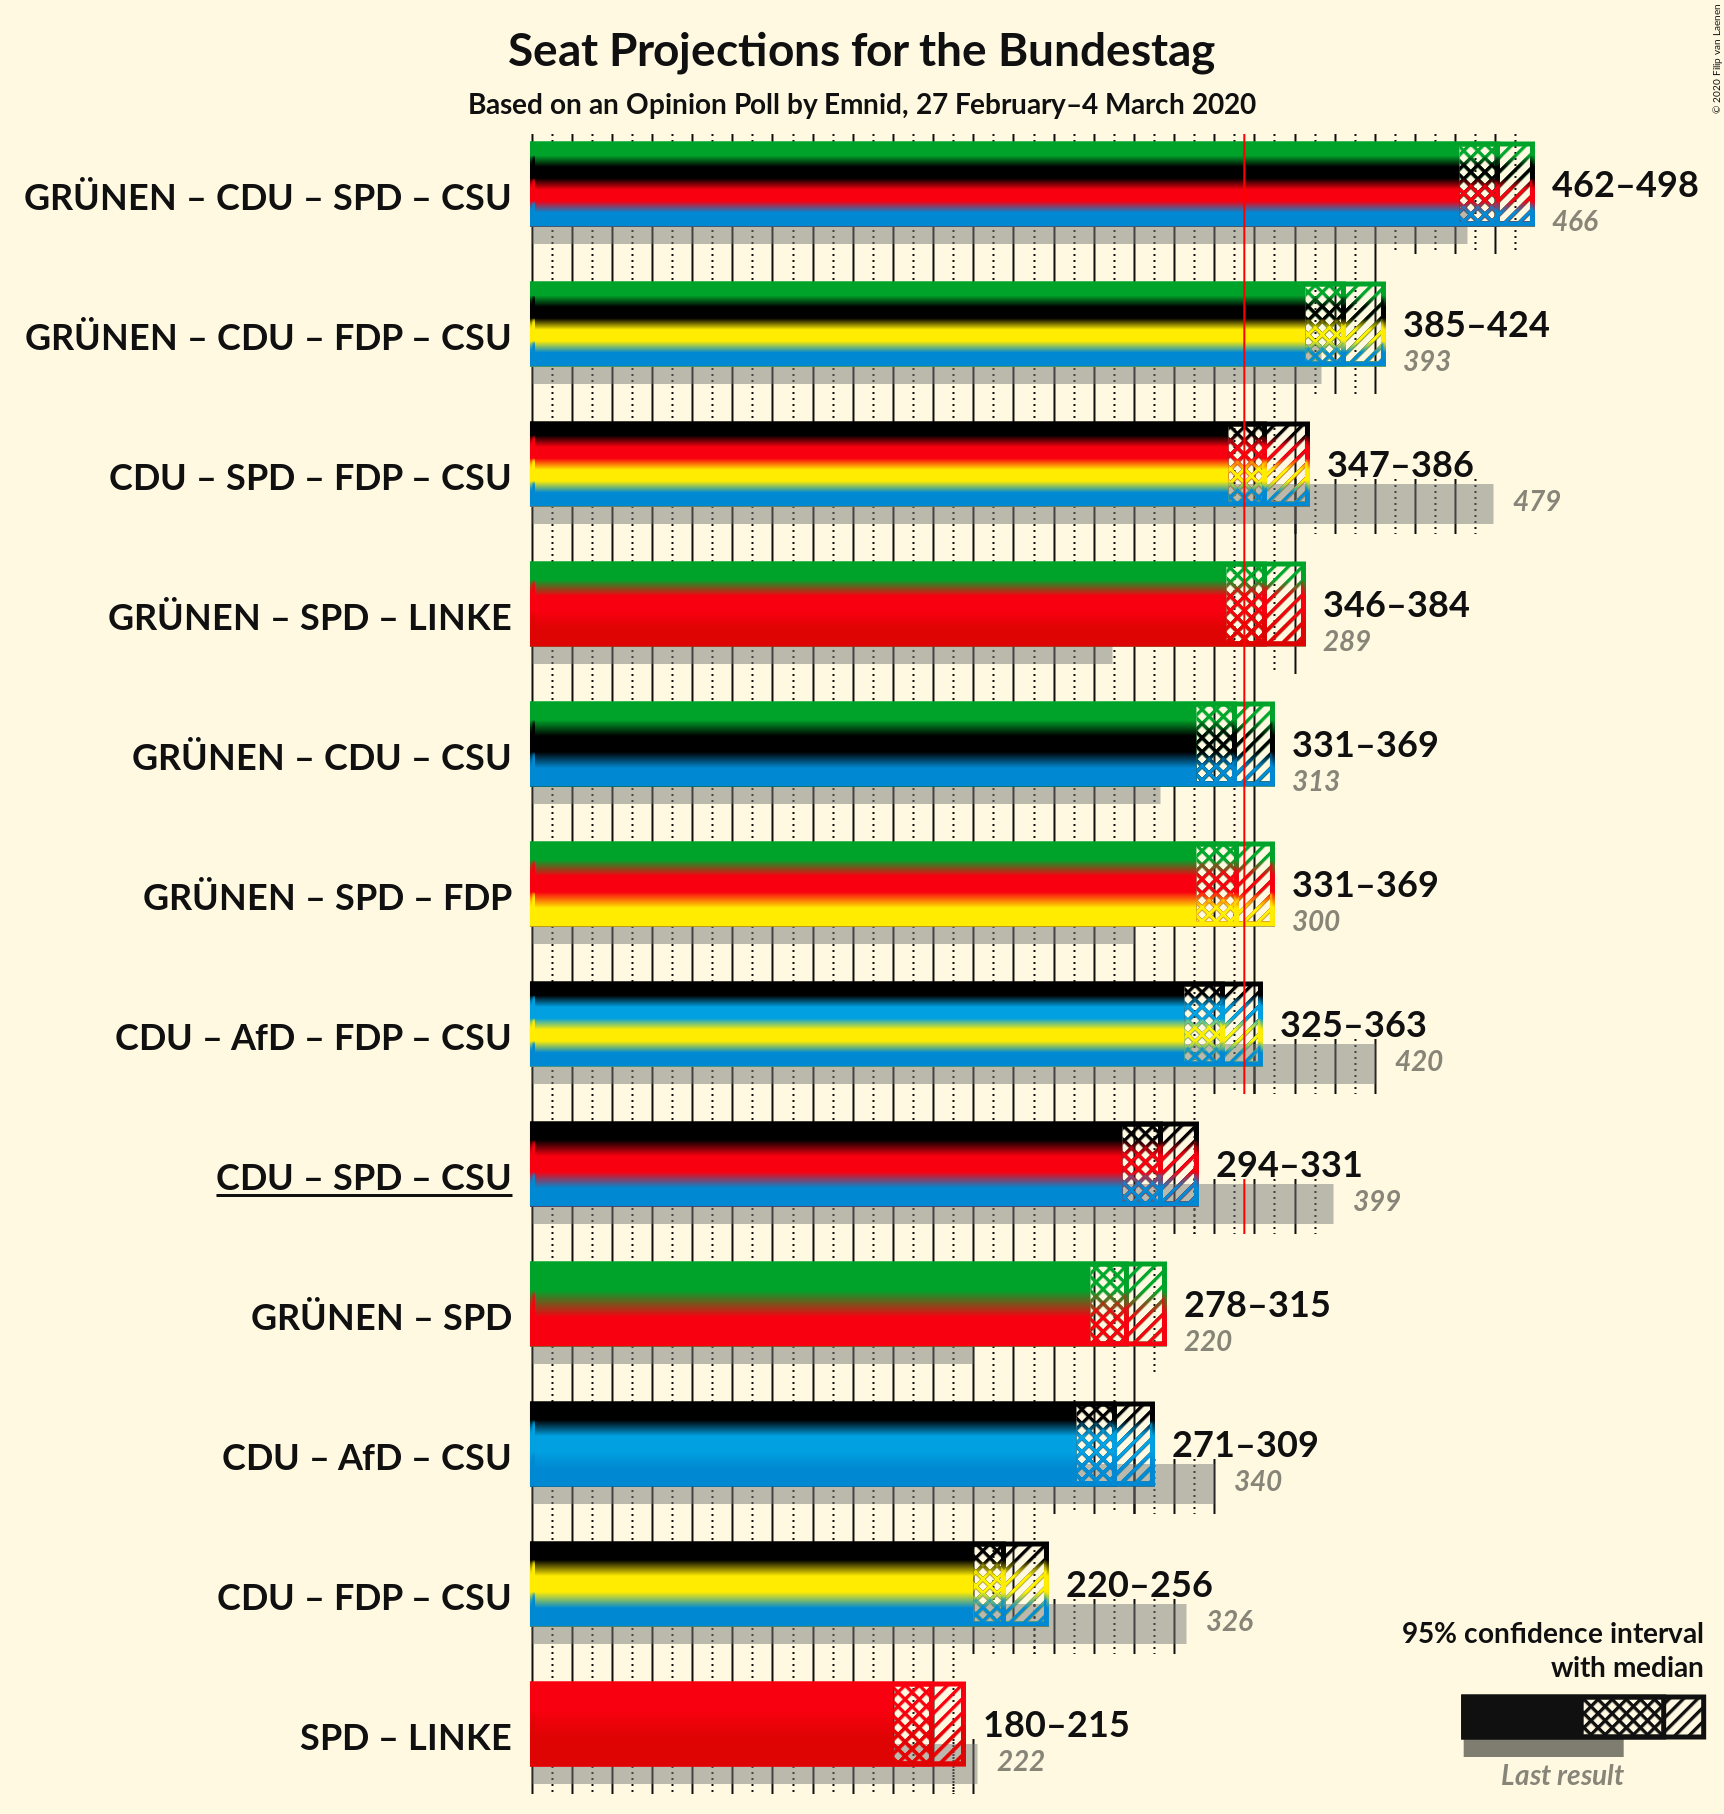 Seat Projections for the Bundestag
Based on an Opinion Poll by Emnid, 27 February–4 March 2020
© 2020 Filip van Laenen
GRÜNEN – CDU – SPD – CSU
462–498
466
GRÜNEN – CDU – FDP – CSU
385–424
393
CDU – SPD – FDP – CSU
347–386
479
GRÜNEN – SPD – LINKE
346–384
289
GRÜNEN – CDU – CSU
331–369
313
GRÜNEN – SPD – FDP
331–369
300
CDU – AfD – FDP – CSU
325–363
420
CDU – SPD – CSU
294–331
399
GRÜNEN – SPD
278–315
220
CDU – AfD – CSU
271–309
340
CDU – FDP – CSU
220–256
326
SPD – LINKE
180–215
222
95% confidence interval
with median
Last result